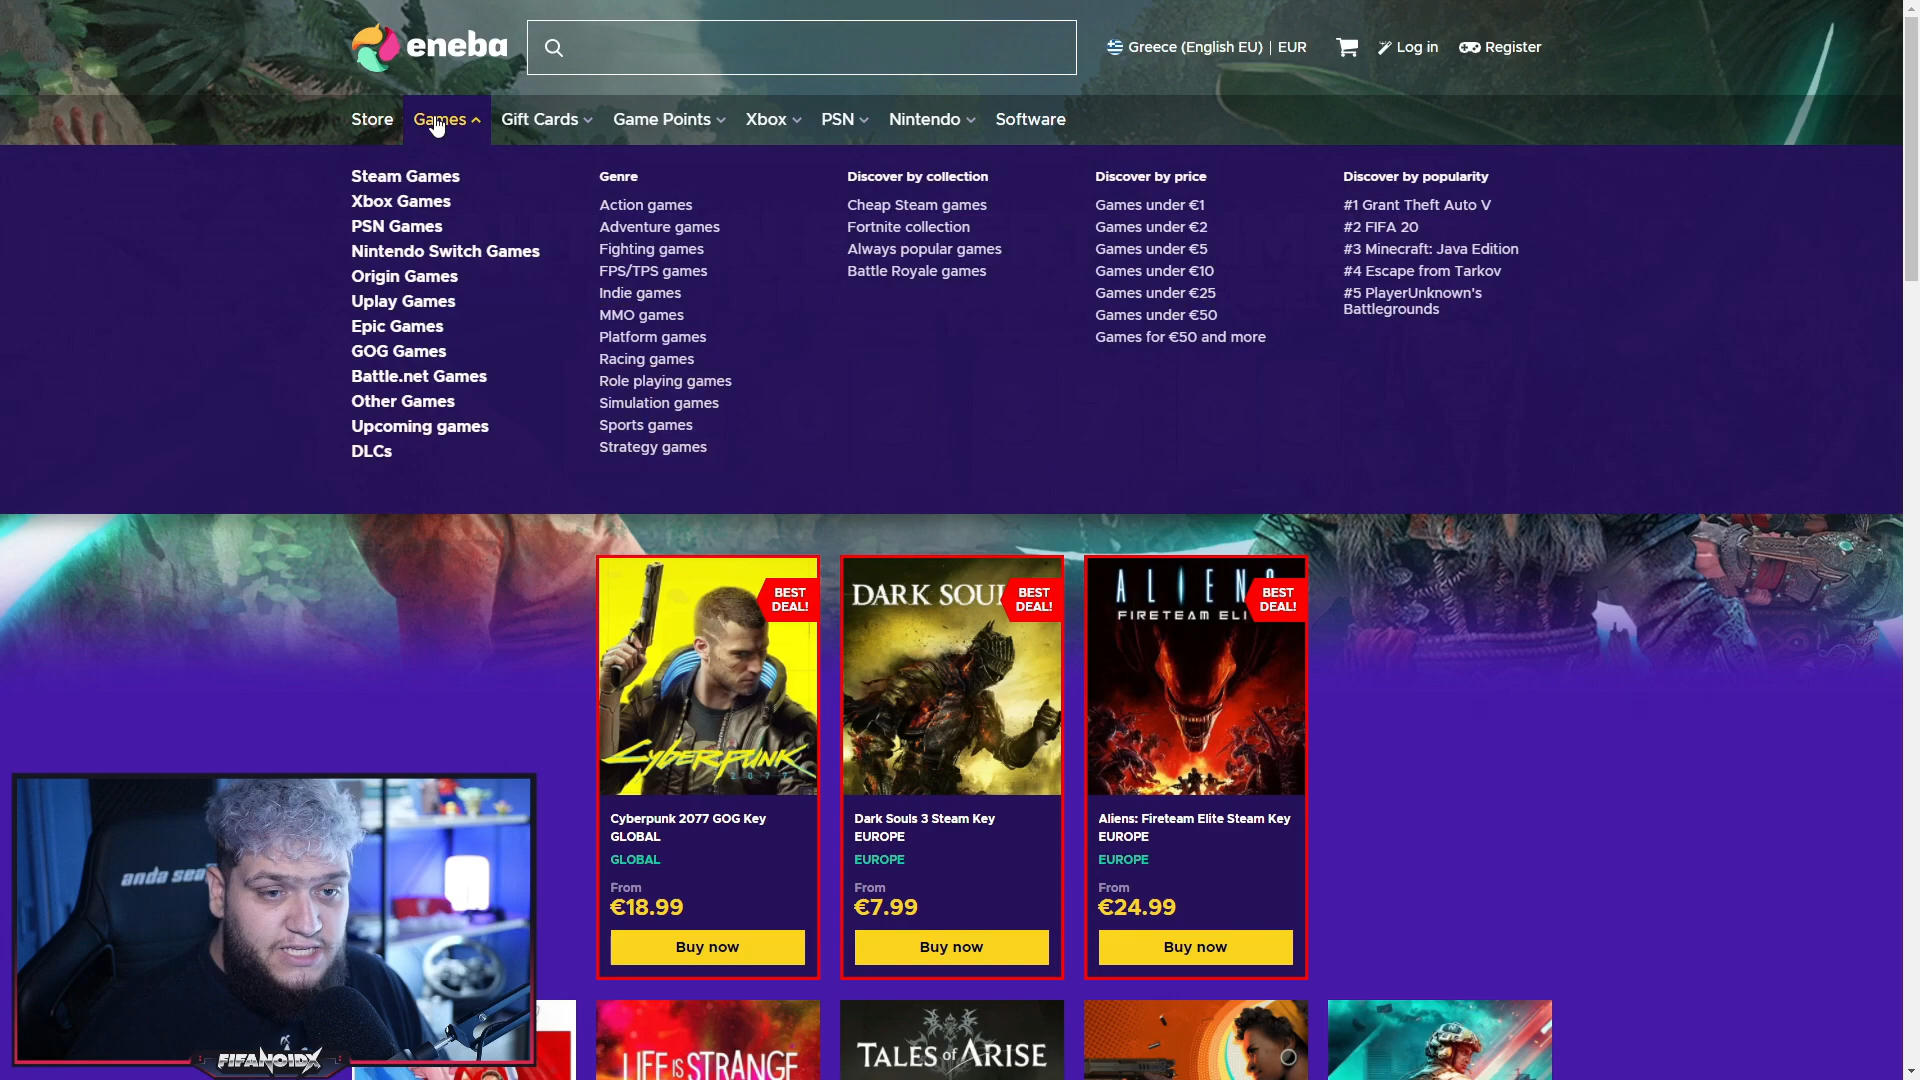 eneba
Greece (English EU) | EUR
Log in
Register
Store
Games
Gift Cards
Game Points
Xbox
PSN
Nintendo
Software
Steam Games
Xbox Games
PSN Games
Nintendo Switch Games
Origin Games
Uplay Games
Epic Games
GOG Games
Battle.net Games
Other Games
Upcoming games
DLCs
Genre
Action games
Adventure games
Fighting games
FPS/TPS games
Indie games
MMO games
Platform games
Racing games
Role playing games
Simulation games
Sports games
Strategy games
Discover by collection
Cheap Steam games
Fortnite collection
Always popular games
Battle Royale games
Discover by price
Games under €1
Games under €2
Games under €5
Games under €10
Games under €25
Games under €50
Games for €50 and more
Discover by popularity
#1 Grant Theft Auto V
#2 FIFA 20
#3 Minecraft: Java Edition
#4 Escape from Tarkov
#5 PlayerUnknown's
Battlegrounds
BEST
DEAL!
CYBERPUNK
2077
Cyberpunk 2077 GOG Key
GLOBAL
GLOBAL
From
€18.99
Buy now
DARK SOUL
BEST
DEAL!
Dark Souls 3 Steam Key
EUROPE
EUROPE
From
€7.99
Buy now
ALIENS
FIRETEAM ELI
BEST
DEAL!
Aliens: Fireteam Elite Steam Key
EUROPE
EUROPE
From
€24.99
Buy now
anda sea
FIFANOIDX
LIFE IS STRANGE
TALES of ARISE